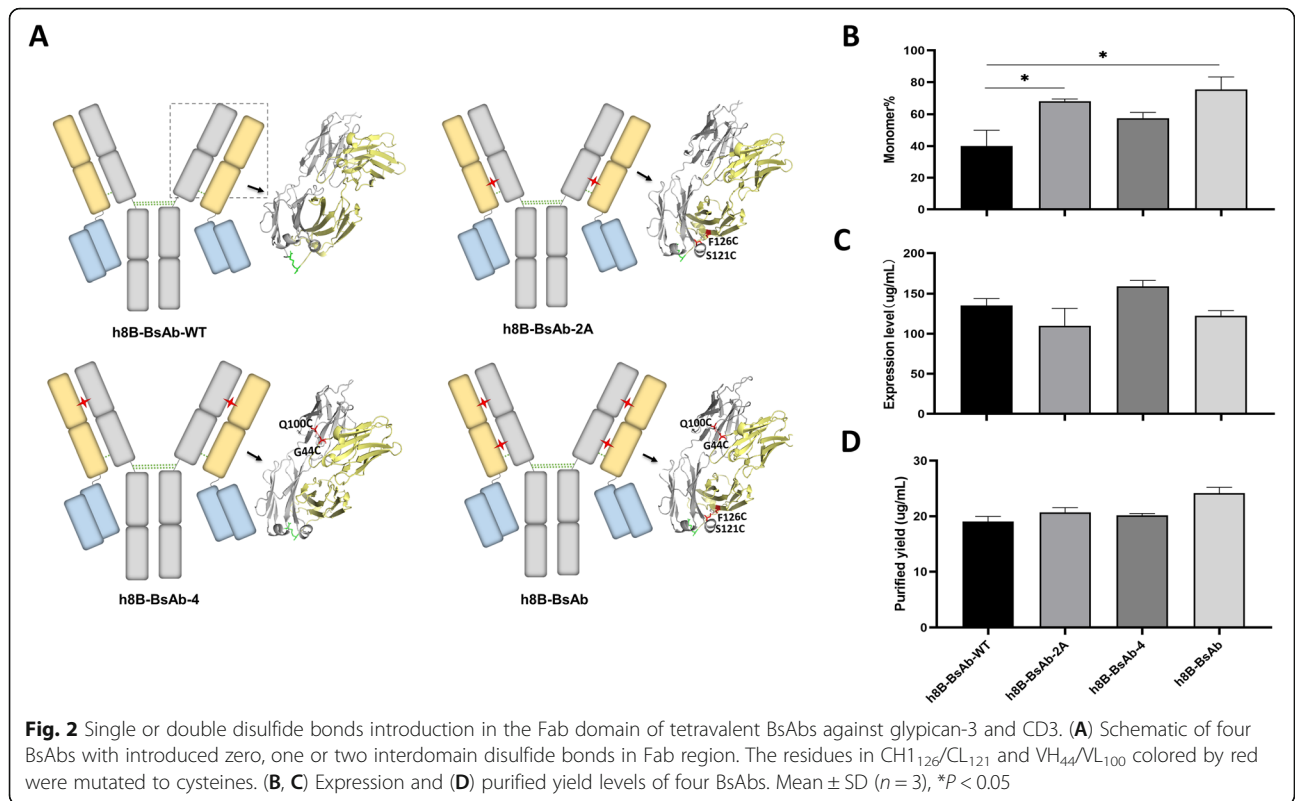 A
h8B-BsAb-WT
F126C
S121C
h8B-BsAb-2A
Q100C
G44C
h8B-BsAb-4
Q100C
G44C
F126C
S121C
h8B-BsAb
B
Monomer%
100
80
60
40
20
0
*
*
C
Expression level(ug/mL)
200
150
100
50
0
D
Purified yield (ug/mL)
30
20
10
0
h8B-BsAb-WT
h8B-BsAb-2A
h8B-BsAb-4
h8B-BsAb
Fig. 2 Single or double disulfide bonds introduction in the Fab domain of tetravalent BsAbs against glypican-3 and CD3. (A) Schematic of four
BsAbs with introduced zero, one or two interdomain disulfide bonds in Fab region. The residues in CH1₁₂₆/CL₁₂₁ and VH₄₄/VL₁₀₀ colored by red
were mutated to cysteines. (B, C) Expression and (D) purified yield levels of four BsAbs. Mean ± SD (n = 3), *P < 0.05